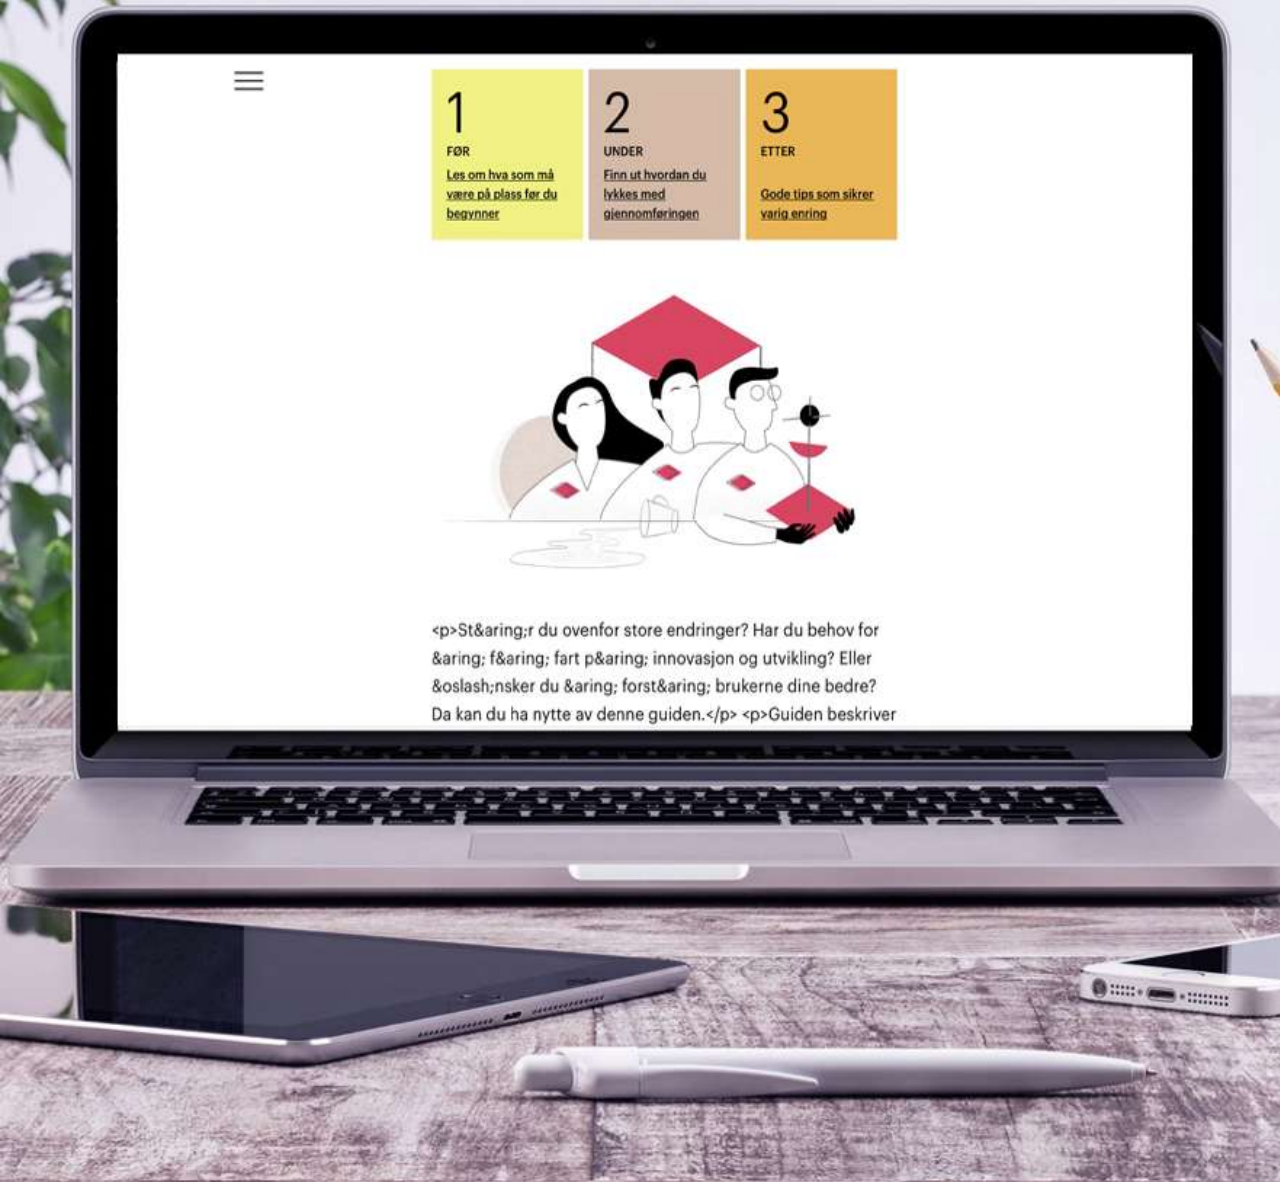 1
FØR
Les om hva som må
være på plass før du
begynner
2
UNDER
Finn ut hvordan du
lykkes med
gjennomføringen
3
ETTER
Gode tips som sikrer
varig enring
<p>St&aring;r du ovenfor store endringer? Har du behov for
&aring; f&aring; fart p&aring; innovasjon og utvikling? Eller
&oslash;nsker du &aring; forst&aring; brukerne dine bedre?
Da kan du ha nytte av denne guiden.</p> <p>Guiden beskriver